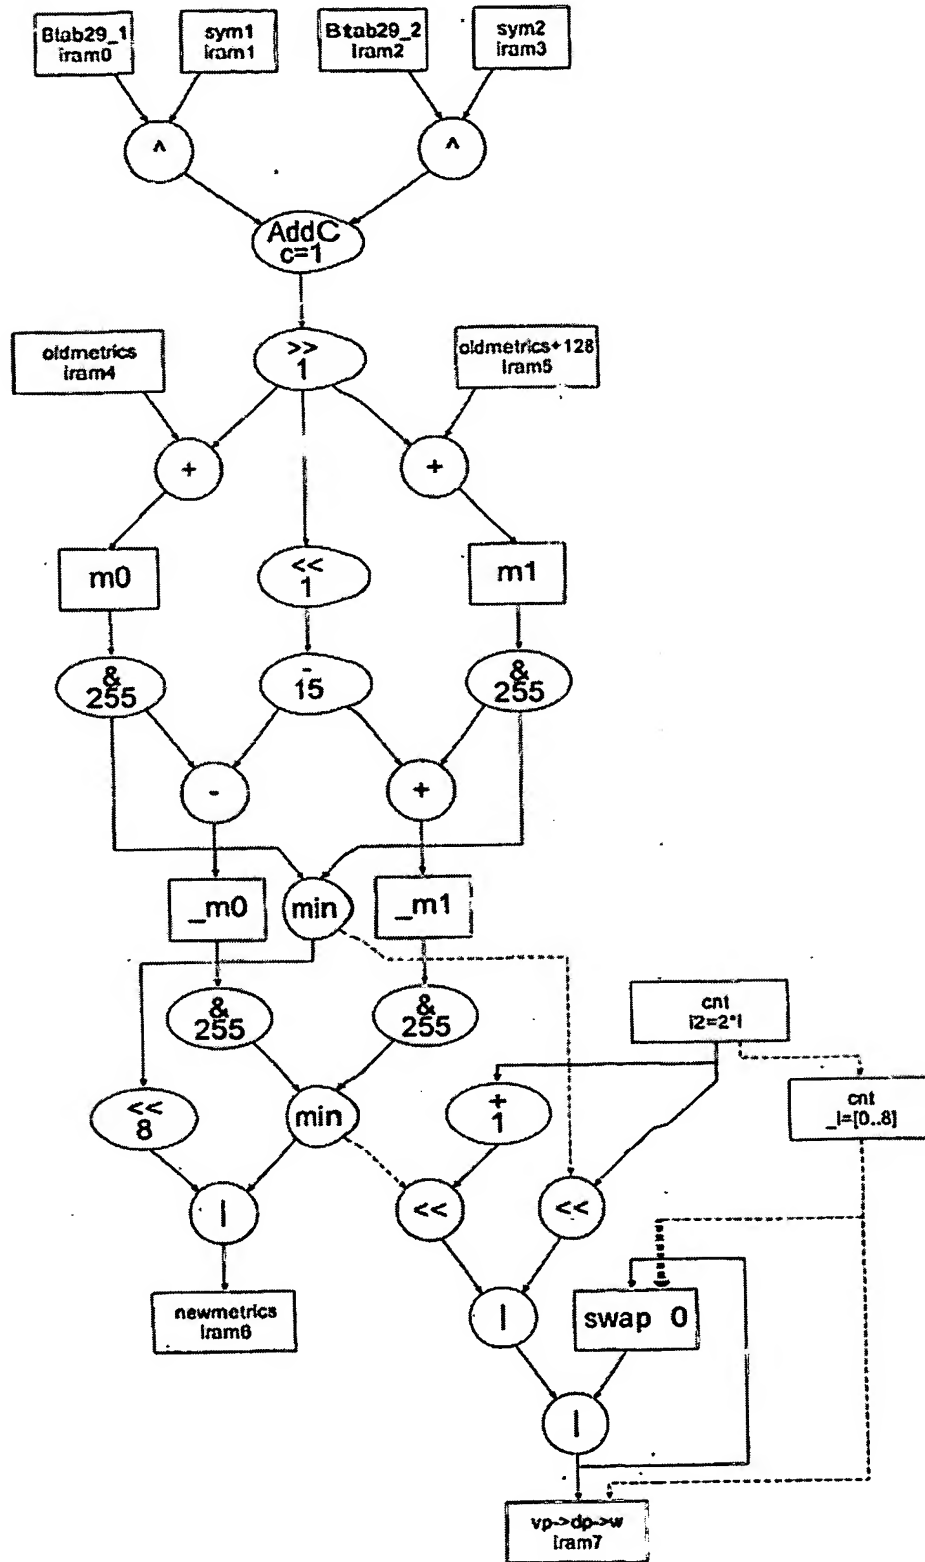 Btab29_1
iram0
sym1
iram1
Btab29_2
iram2
sym2
iram3
^
^
AddC
c=1
oldmetrics
iram4
>>
1
oldmetrics+128
iram5
+
+
m0
<<
1
m1
&
255
-
15
&
255
-
+
_m0
min
_m1
&
255
&
255
cnt
i2=2*i
<<
8
min
+
1
cnt
_i=[0..8]
|
<<
<<
newmetrics
iram6
|
swap 0
|
vp->dp->w
iram7